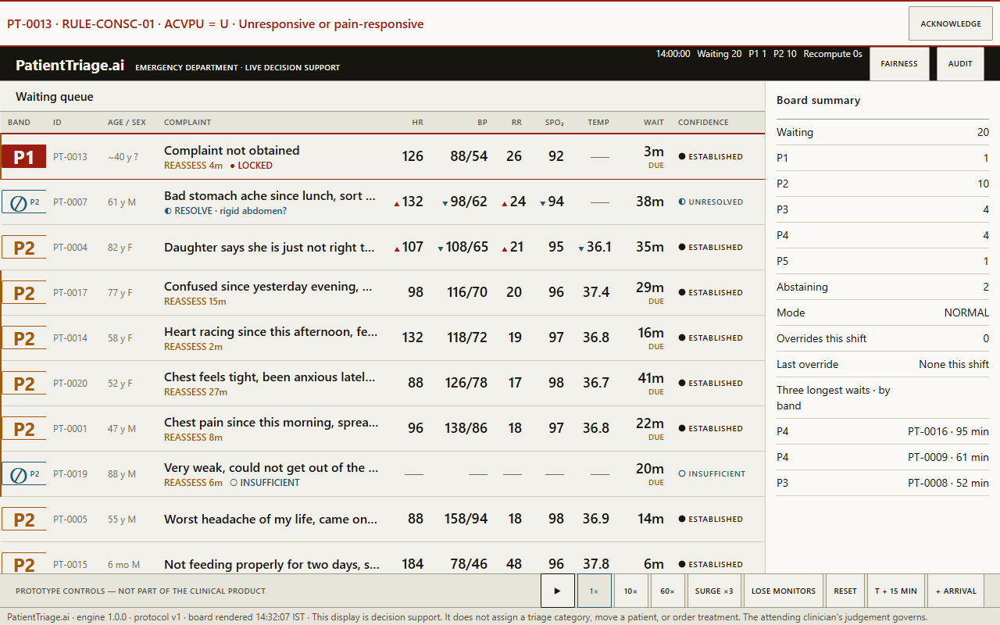 PT-0013 · RULE-CONSC-01 · ACVPU = U · Unresponsive or pain-responsive
ACKNOWLEDGE
PatientTriage.ai EMERGENCY DEPARTMENT · LIVE DECISION SUPPORT
14:00:00 Waiting 20 P1 1 P2 10 Recompute 0s
FAIRNESS
AUDIT
Waiting queue
BAND ID AGE / SEX COMPLAINT HR BP RR SPO₂ TEMP WAIT CONFIDENCE
P1 PT-0013 ~40 y ? Complaint not obtained 126 88/54 26 92 — 3m ● ESTABLISHED
REASSESS 4m ● LOCKED DUE
P2 PT-0007 61 y M Bad stomach ache since lunch, sort ... ▲132 ▼98/62 ▲24 ▼94 — 38m ◐ UNRESOLVED
◐ RESOLVE · rigid abdomen?
P2 PT-0004 82 y F Daughter says she is just not right t... ▲107 ▼108/65 ▲21 95 ▼36.1 35m ● ESTABLISHED
P2 PT-0017 77 y F Confused since yesterday evening, ... 98 116/70 20 96 37.4 29m ● ESTABLISHED
REASSESS 15m DUE
P2 PT-0014 58 y F Heart racing since this afternoon, fe... 132 118/72 19 97 36.8 16m ● ESTABLISHED
REASSESS 2m DUE
P2 PT-0020 52 y F Chest feels tight, been anxious latel... 88 126/78 17 98 36.7 41m ● ESTABLISHED
REASSESS 27m DUE
P2 PT-0001 47 y M Chest pain since this morning, sprea... 96 138/86 18 97 36.8 22m ● ESTABLISHED
REASSESS 8m DUE
P2 PT-0019 88 y M Very weak, could not get out of the ... — — — — — 20m ○ INSUFFICIENT
REASSESS 6m ○ INSUFFICIENT DUE
P2 PT-0005 55 y M Worst headache of my life, came on... 88 158/94 18 98 36.9 14m ● ESTABLISHED
P2 PT-0015 6 mo M Not feeding properly for two days, s... 184 78/46 48 96 37.8 6m ● ESTABLISHED
Board summary
Waiting 20
P1 1
P2 10
P3 4
P4 4
P5 1
Abstaining 2
Mode NORMAL
Overrides this shift 0
Last override None this shift
Three longest waits · by
band
P4 PT-0016 · 95 min
P4 PT-0009 · 61 min
P3 PT-0008 · 52 min
PROTOTYPE CONTROLS — NOT PART OF THE CLINICAL PRODUCT
▶ 1× 10× 60× SURGE ×3 LOSE MONITORS RESET T + 15 MIN + ARRIVAL
PatientTriage.ai · engine 1.0.0 · protocol v1 · board rendered 14:32:07 IST · This display is decision support. It does not assign a triage category, move a patient, or order treatment. The attending clinician's judgement governs.